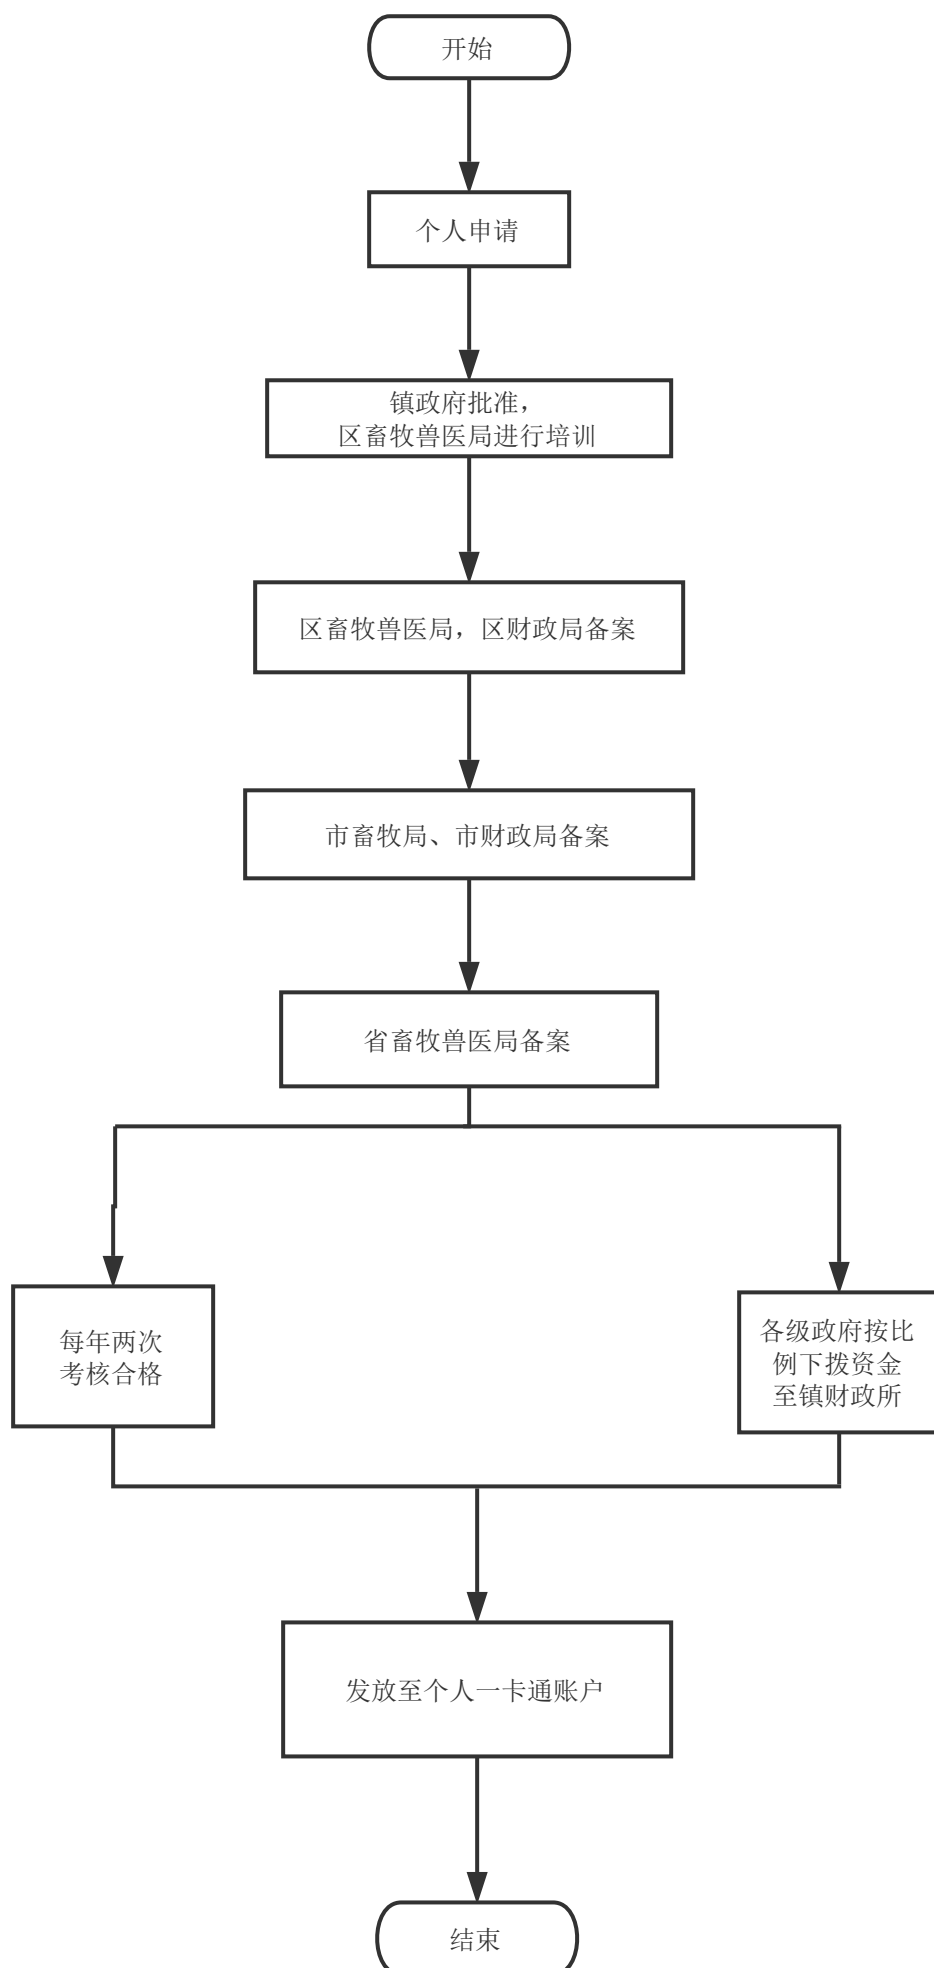 开始
个人申请
镇政府批准，
区畜牧兽医局进行培训
区畜牧兽医局，区财政局备案
市畜牧局、市财政局备案
省畜牧兽医局备案
每年两次
考核合格
各级政府按比
例下拨资金
至镇财政所
发放至个人一卡通账户
结束